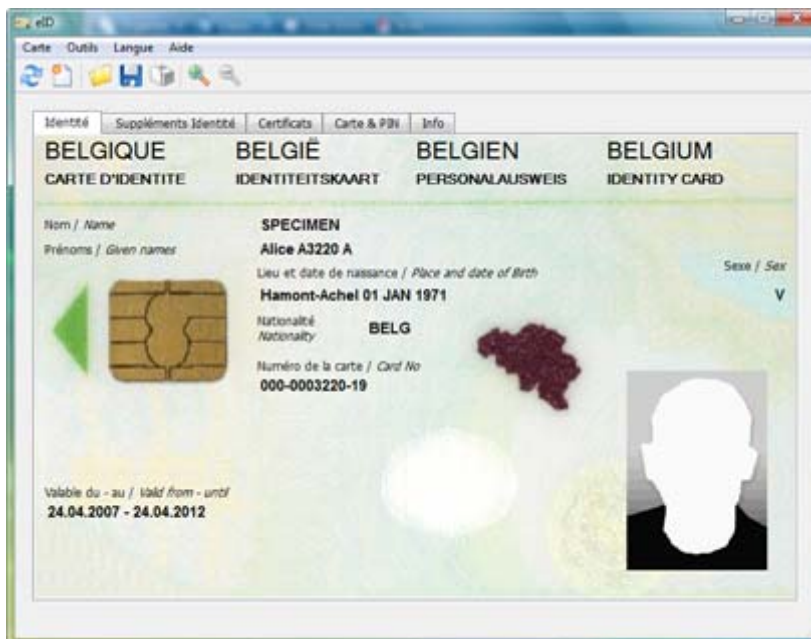 eID
Carte Outils Langue Aide
Identité Suppléments Identité Certificats Carte & PIN Info
BELGIQUE BELGIË BELGIEN BELGIUM
CARTE D'IDENTITE IDENTITEITSKAART PERSONALAUSWEIS IDENTITY CARD
Nom / Name SPECIMEN
Prénoms / Given names Alice A3220 A
Lieu et date de naissance / Place and date of Birth
Sexe / Sex
Hamont-Achel 01 JAN 1971 V
Nationalité
Nationality
BELG
Numéro de la carte / Card No
000-0003220-19
Valable du - au / Valid from - until
24.04.2007 - 24.04.2012